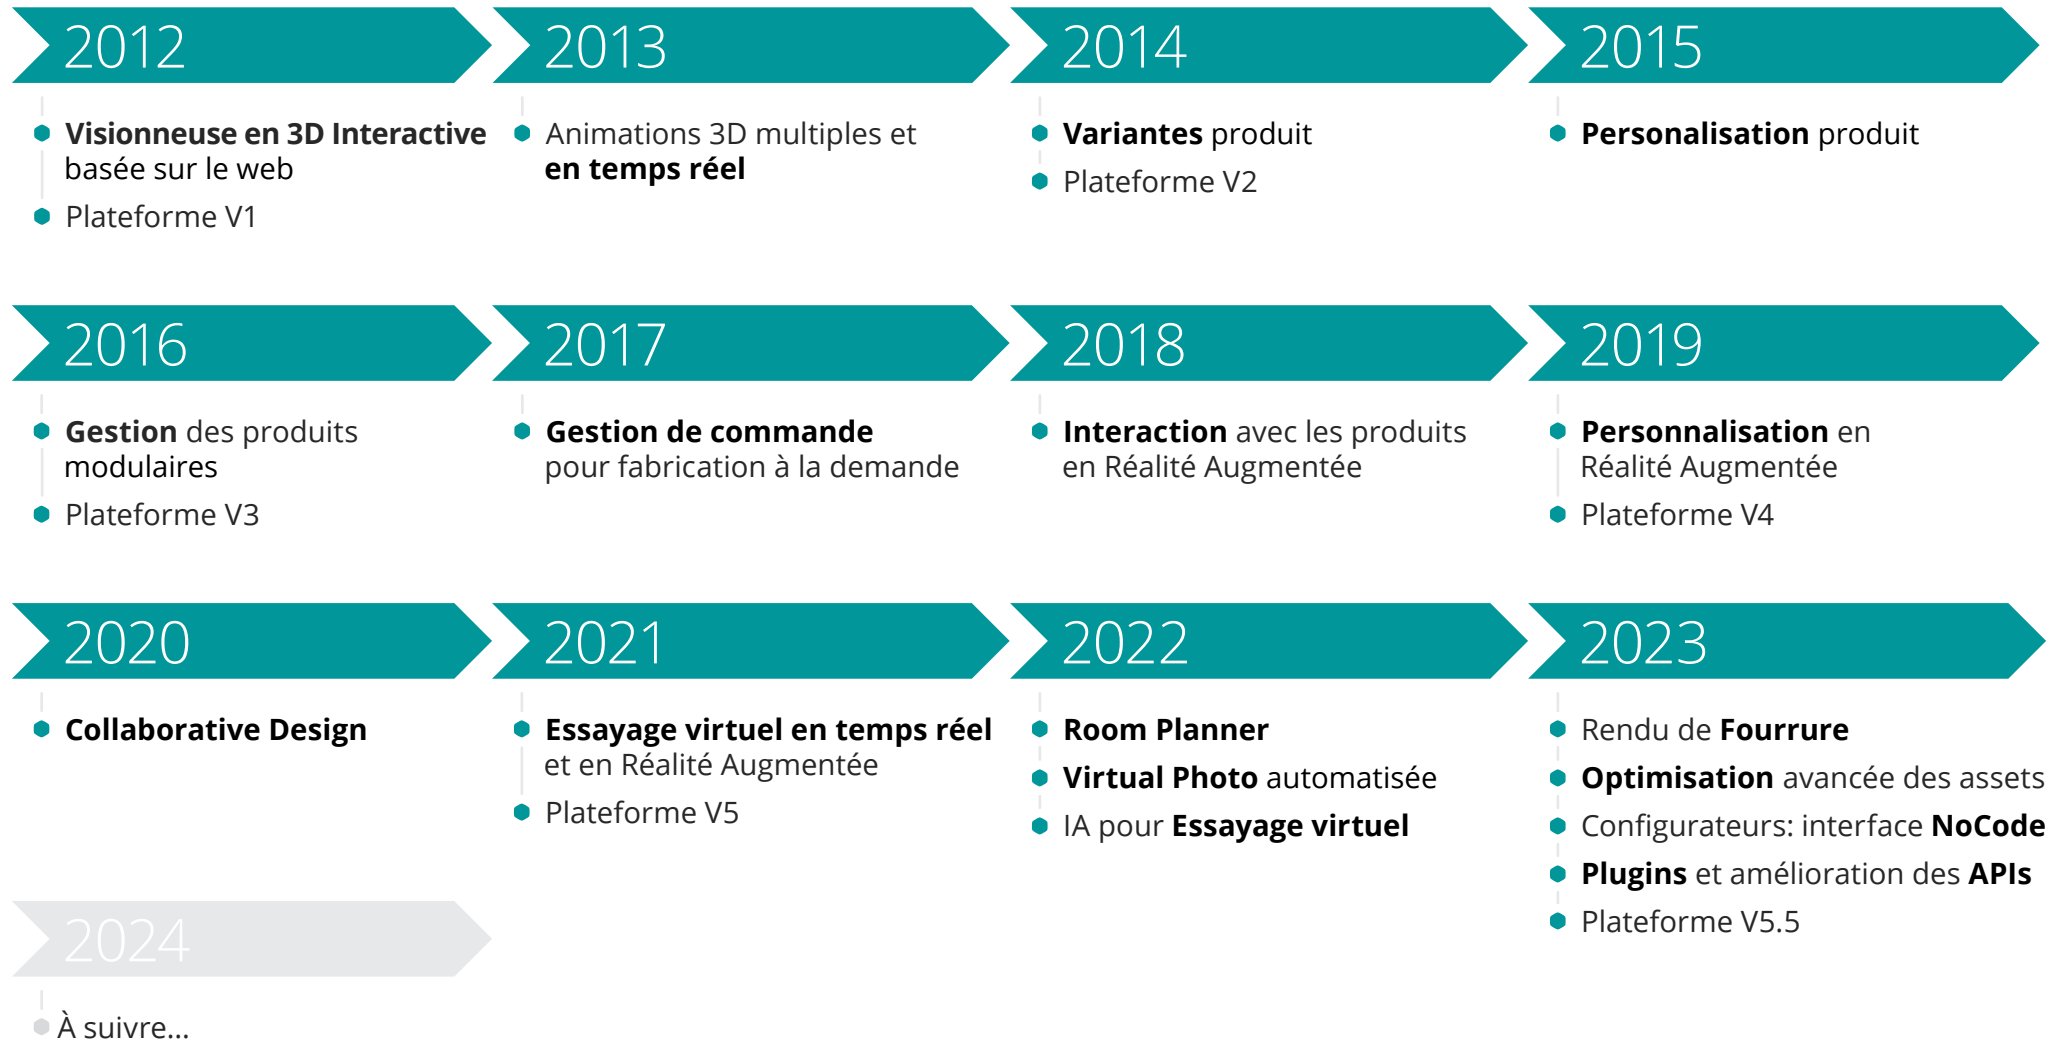 2012
Visionneuse en 3D Interactive
basée sur le web
Plateforme V1
2013
Animations 3D multiples et
en temps réel
2014
Variantes produit
Plateforme V2
2015
Personalisation produit
2016
Gestion des produits
modulaires
Plateforme V3
2017
Gestion de commande
pour fabrication à la demande
2018
Interaction avec les produits
en Réalité Augmentée
2019
Personnalisation en
Réalité Augmentée
Plateforme V4
2020
Collaborative Design
2021
Essayage virtuel en temps réel
et en Réalité Augmentée
Plateforme V5
2022
Room Planner
Virtual Photo automatisée
IA pour Essayage virtuel
2023
Rendu de Fourrure
Optimisation avancée des assets
Configurateurs: interface NoCode
Plugins et amélioration des APIs
Plateforme V5.5
2024
À suivre...